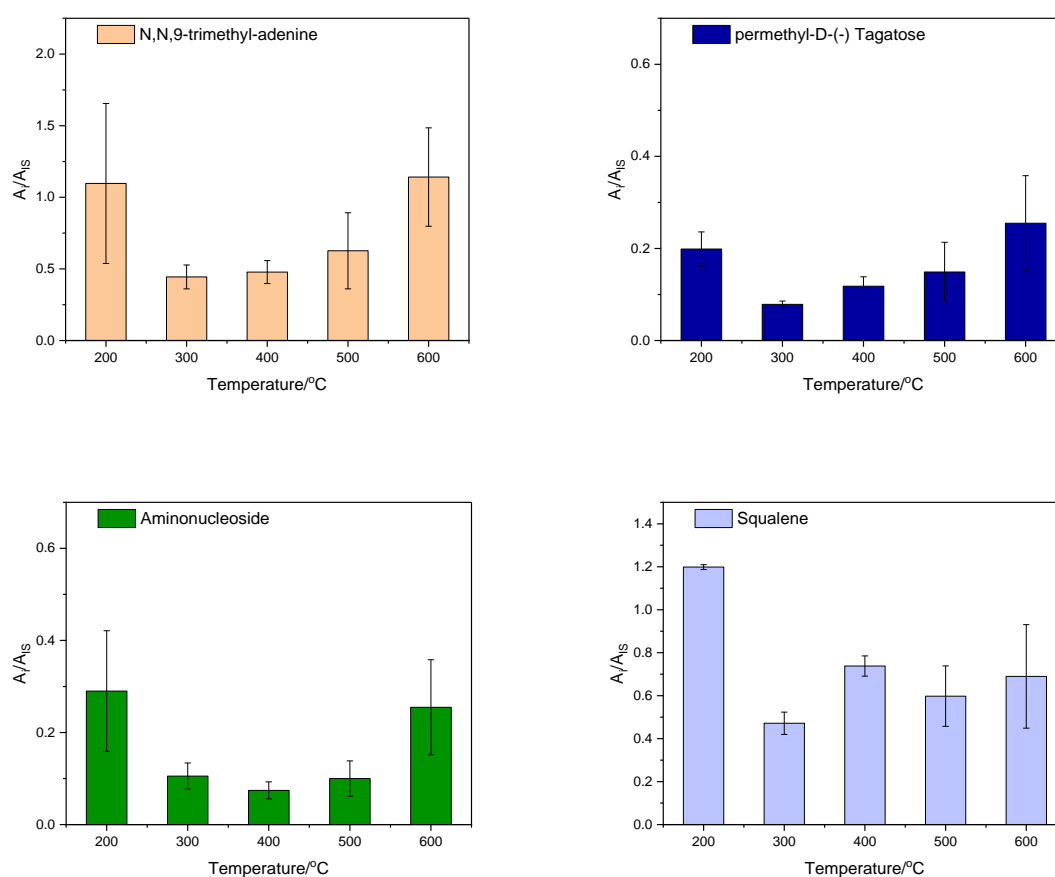 N,N,9-trimethyl-adenine
2.0
1.5
1.0
0.5
0.0
Ai/AIS
200 300 400 500 600
Temperature/°C
permethyl-D-(-) Tagatose
0.6
0.4
0.2
0.0
Ai/AIS
200 300 400 500 600
Temperature/°C
Aminonucleoside
0.6
0.4
0.2
0.0
Ai/AIS
200 300 400 500 600
Temperature/°C
Squalene
1.4
1.2
1.0
0.8
0.6
0.4
0.2
0.0
Ai/AIS
200 300 400 500 600
Temperature/°C